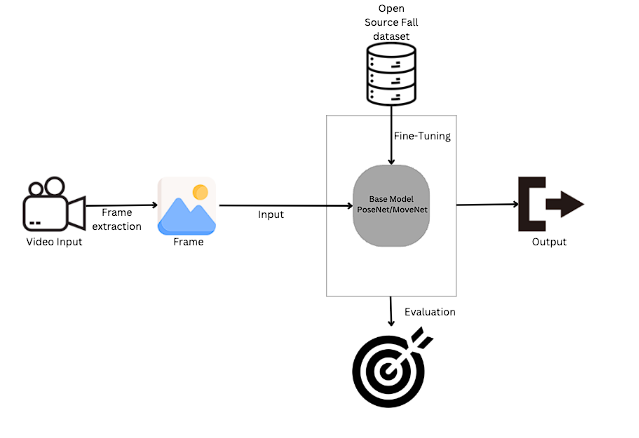 Open
Source Fall
dataset
Fine-Tuning
Base Model
PoseNet/MoveNet
Frame
extraction
Input
Video Input
Frame
Output
Evaluation